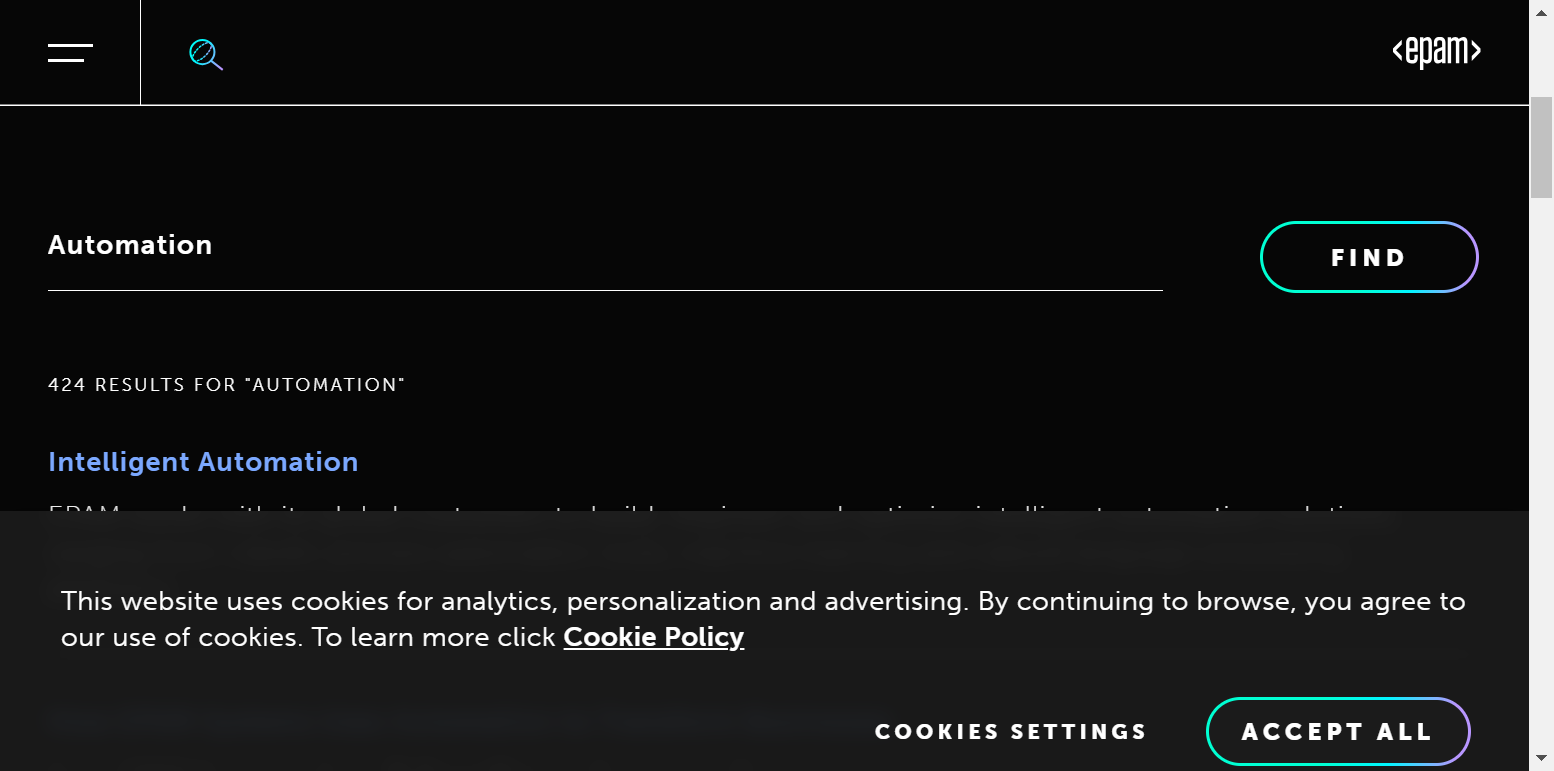 <epam>
Automation
FIND
424 RESULTS FOR "AUTOMATION"
Intelligent Automation
This website uses cookies for analytics, personalization and advertising. By continuing to browse, you agree to
our use of cookies. To learn more click Cookie Policy
COOKIES SETTINGS
ACCEPT ALL